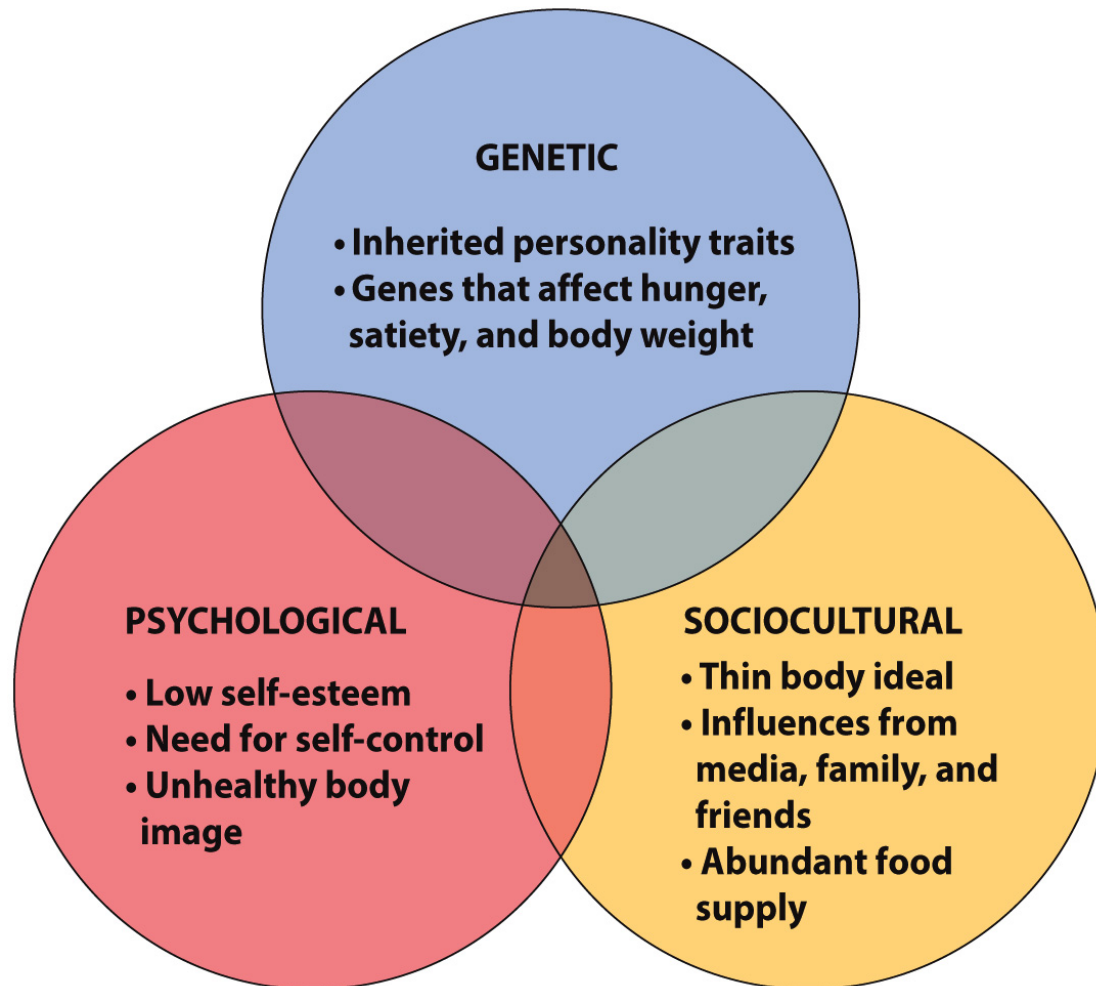 GENETIC
• Inherited personality traits
• Genes that affect hunger,
satiety, and body weight
PSYCHOLOGICAL
• Low self-esteem
• Need for self-control
• Unhealthy body
image
SOCIOCULTURAL
• Thin body ideal
• Influences from
media, family, and
friends
• Abundant food
supply